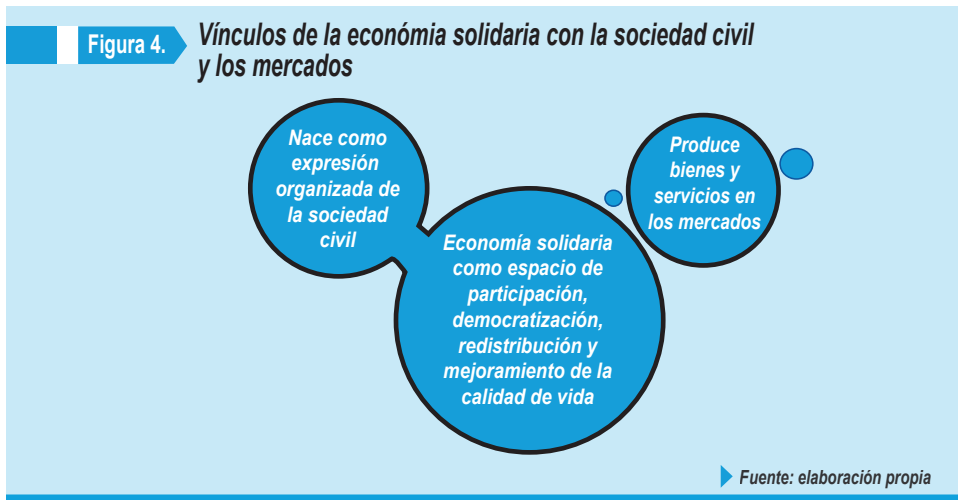 Figura 4.
Vínculos de la económia solidaria con la sociedad civil
y los mercados
Nace como
expresión
organizada de
la sociedad
civil
Economía solidaria
como espacio de
participación,
democratización,
redistribución y
mejoramiento de la
calidad de vida
Produce
bienes y
servicios en
los mercados
Fuente: elaboración propia